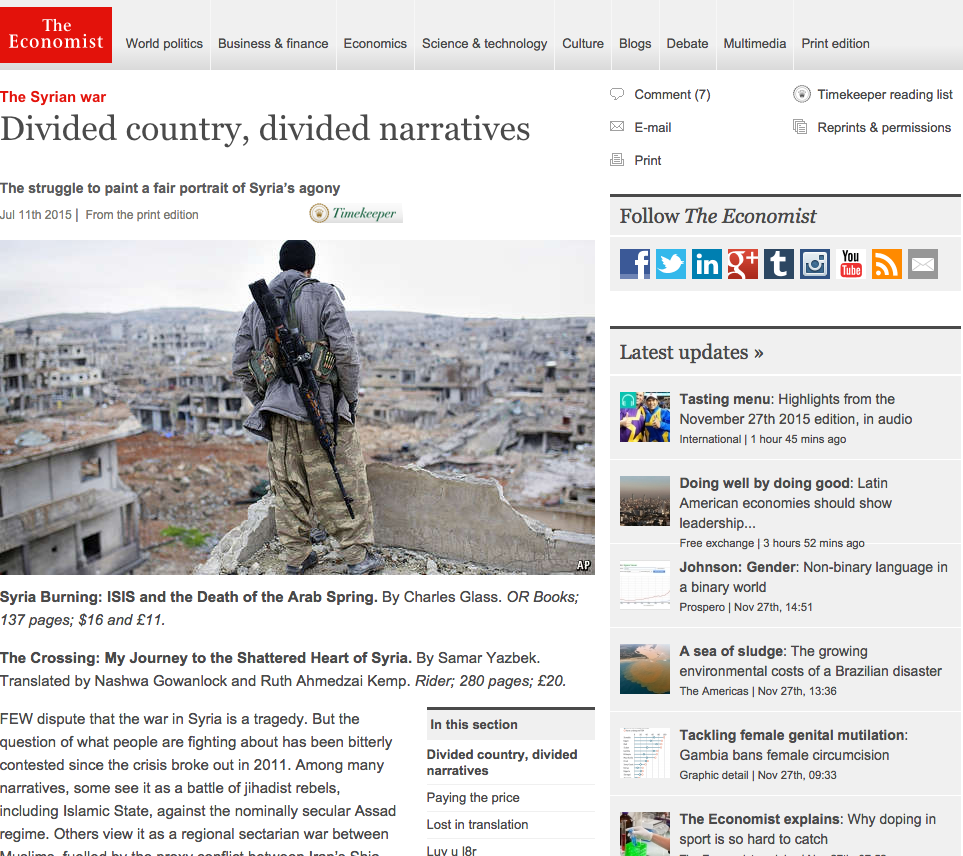 The
Economist
World politics
Business & finance
Economics
Science & technology
Culture
Blogs
Debate
Multimedia
Print edition
The Syrian war
Divided country, divided narratives
The struggle to paint a fair portrait of Syria's agony
Jul 11th 2015 | From the print edition
Timekeeper
AP
Syria Burning: ISIS and the Death of the Arab Spring. By Charles Glass. OR Books;
137 pages; $16 and £11.
The Crossing: My Journey to the Shattered Heart of Syria. By Samar Yazbek.
Translated by Nashwa Gowanlock and Ruth Ahmedzai Kemp. Rider; 280 pages; £20.
FEW dispute that the war in Syria is a tragedy. But the
question of what people are fighting about has been bitterly
contested since the crisis broke out in 2011. Among many
narratives, some see it as a battle of jihadist rebels,
including Islamic State, against the nominally secular Assad
regime. Others view it as a regional sectarian war between
Muslims, fuelled by the proxy conflict between Iran's Shia
In this section
Divided country, divided
narratives
Paying the price
Lost in translation
Luv u l8r
Comment (7)
Timekeeper reading list
E-mail
Reprints & permissions
Print
Follow The Economist
f
in
g+
t
You
Tube
Latest updates »
Tasting menu: Highlights from the
November 27th 2015 edition, in audio
International | 1 hour 45 mins ago
Doing well by doing good: Latin
American economies should show
leadership...
Free exchange | 3 hours 52 mins ago
Johnson: Gender: Non-binary language in
a binary world
Prospero | Nov 27th, 14:51
A sea of sludge: The growing
environmental costs of a Brazilian disaster
The Americas | Nov 27th, 13:36
Tackling female genital mutilation:
Gambia bans female circumcision
Graphic detail | Nov 27th, 09:33
The Economist explains: Why doping in
sport is so hard to catch